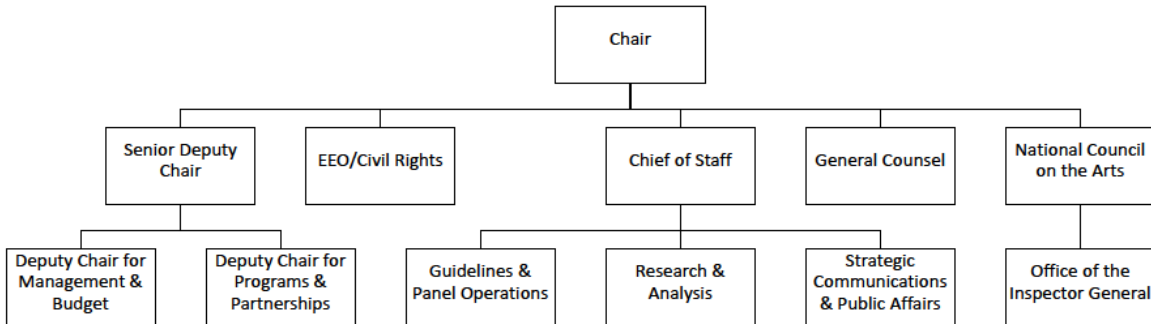 Chair
Senior Deputy
Chair
EEO/Civil Rights
Chief of Staff
General Counsel
National Council
on the Arts
Deputy Chair for
Management &
Budget
Deputy Chair for
Programs &
Partnerships
Guidelines &
Panel Operations
Research &
Analysis
Strategic
Communications
& Public Affairs
Office of the
Inspector General